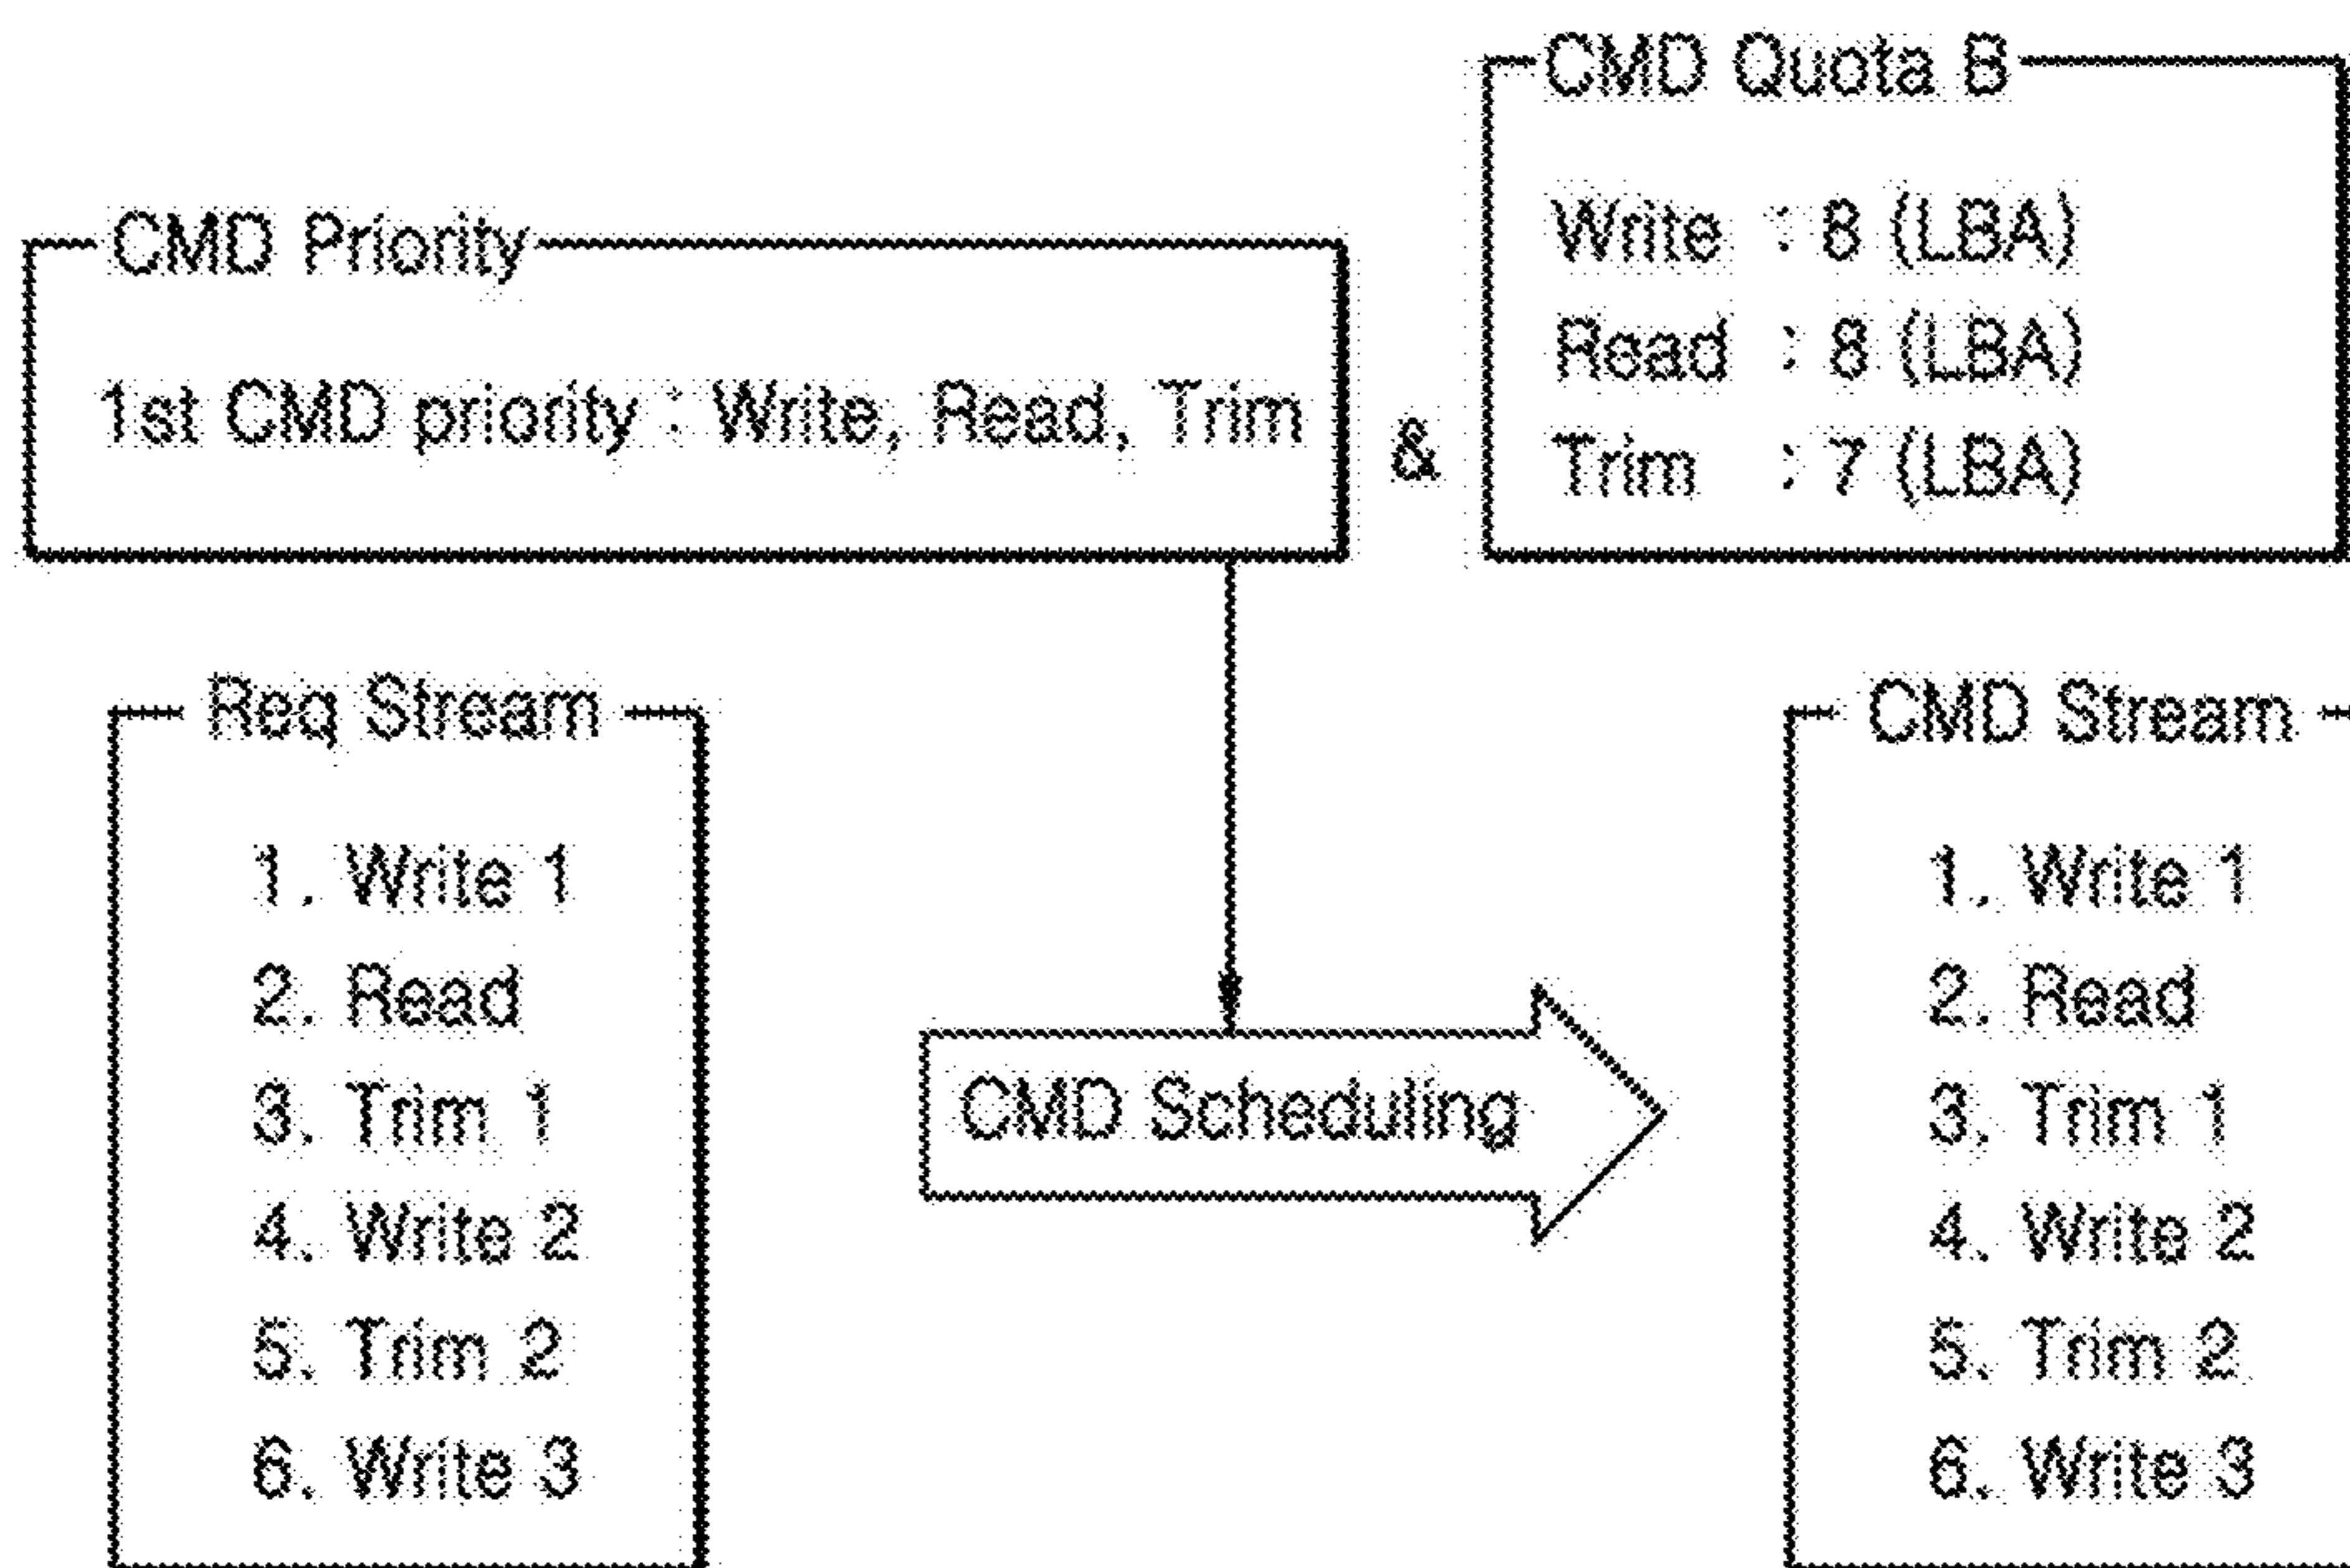 CMD Quota B
Write : 8 (LBA)
Read : 8 (LBA)
Trim : 7 (LBA)
CMD Priority
1st CMD priority : Write, Read, Trim
&
Req Stream
1. Write 1
2. Read
3. Trim 1
4. Write 2
5. Trim 2
6. Write 3
CMD Scheduling
CMD Stream
1. Write 1
2. Read
3. Trim 1
4. Write 2
5. Trim 2
6. Write 3